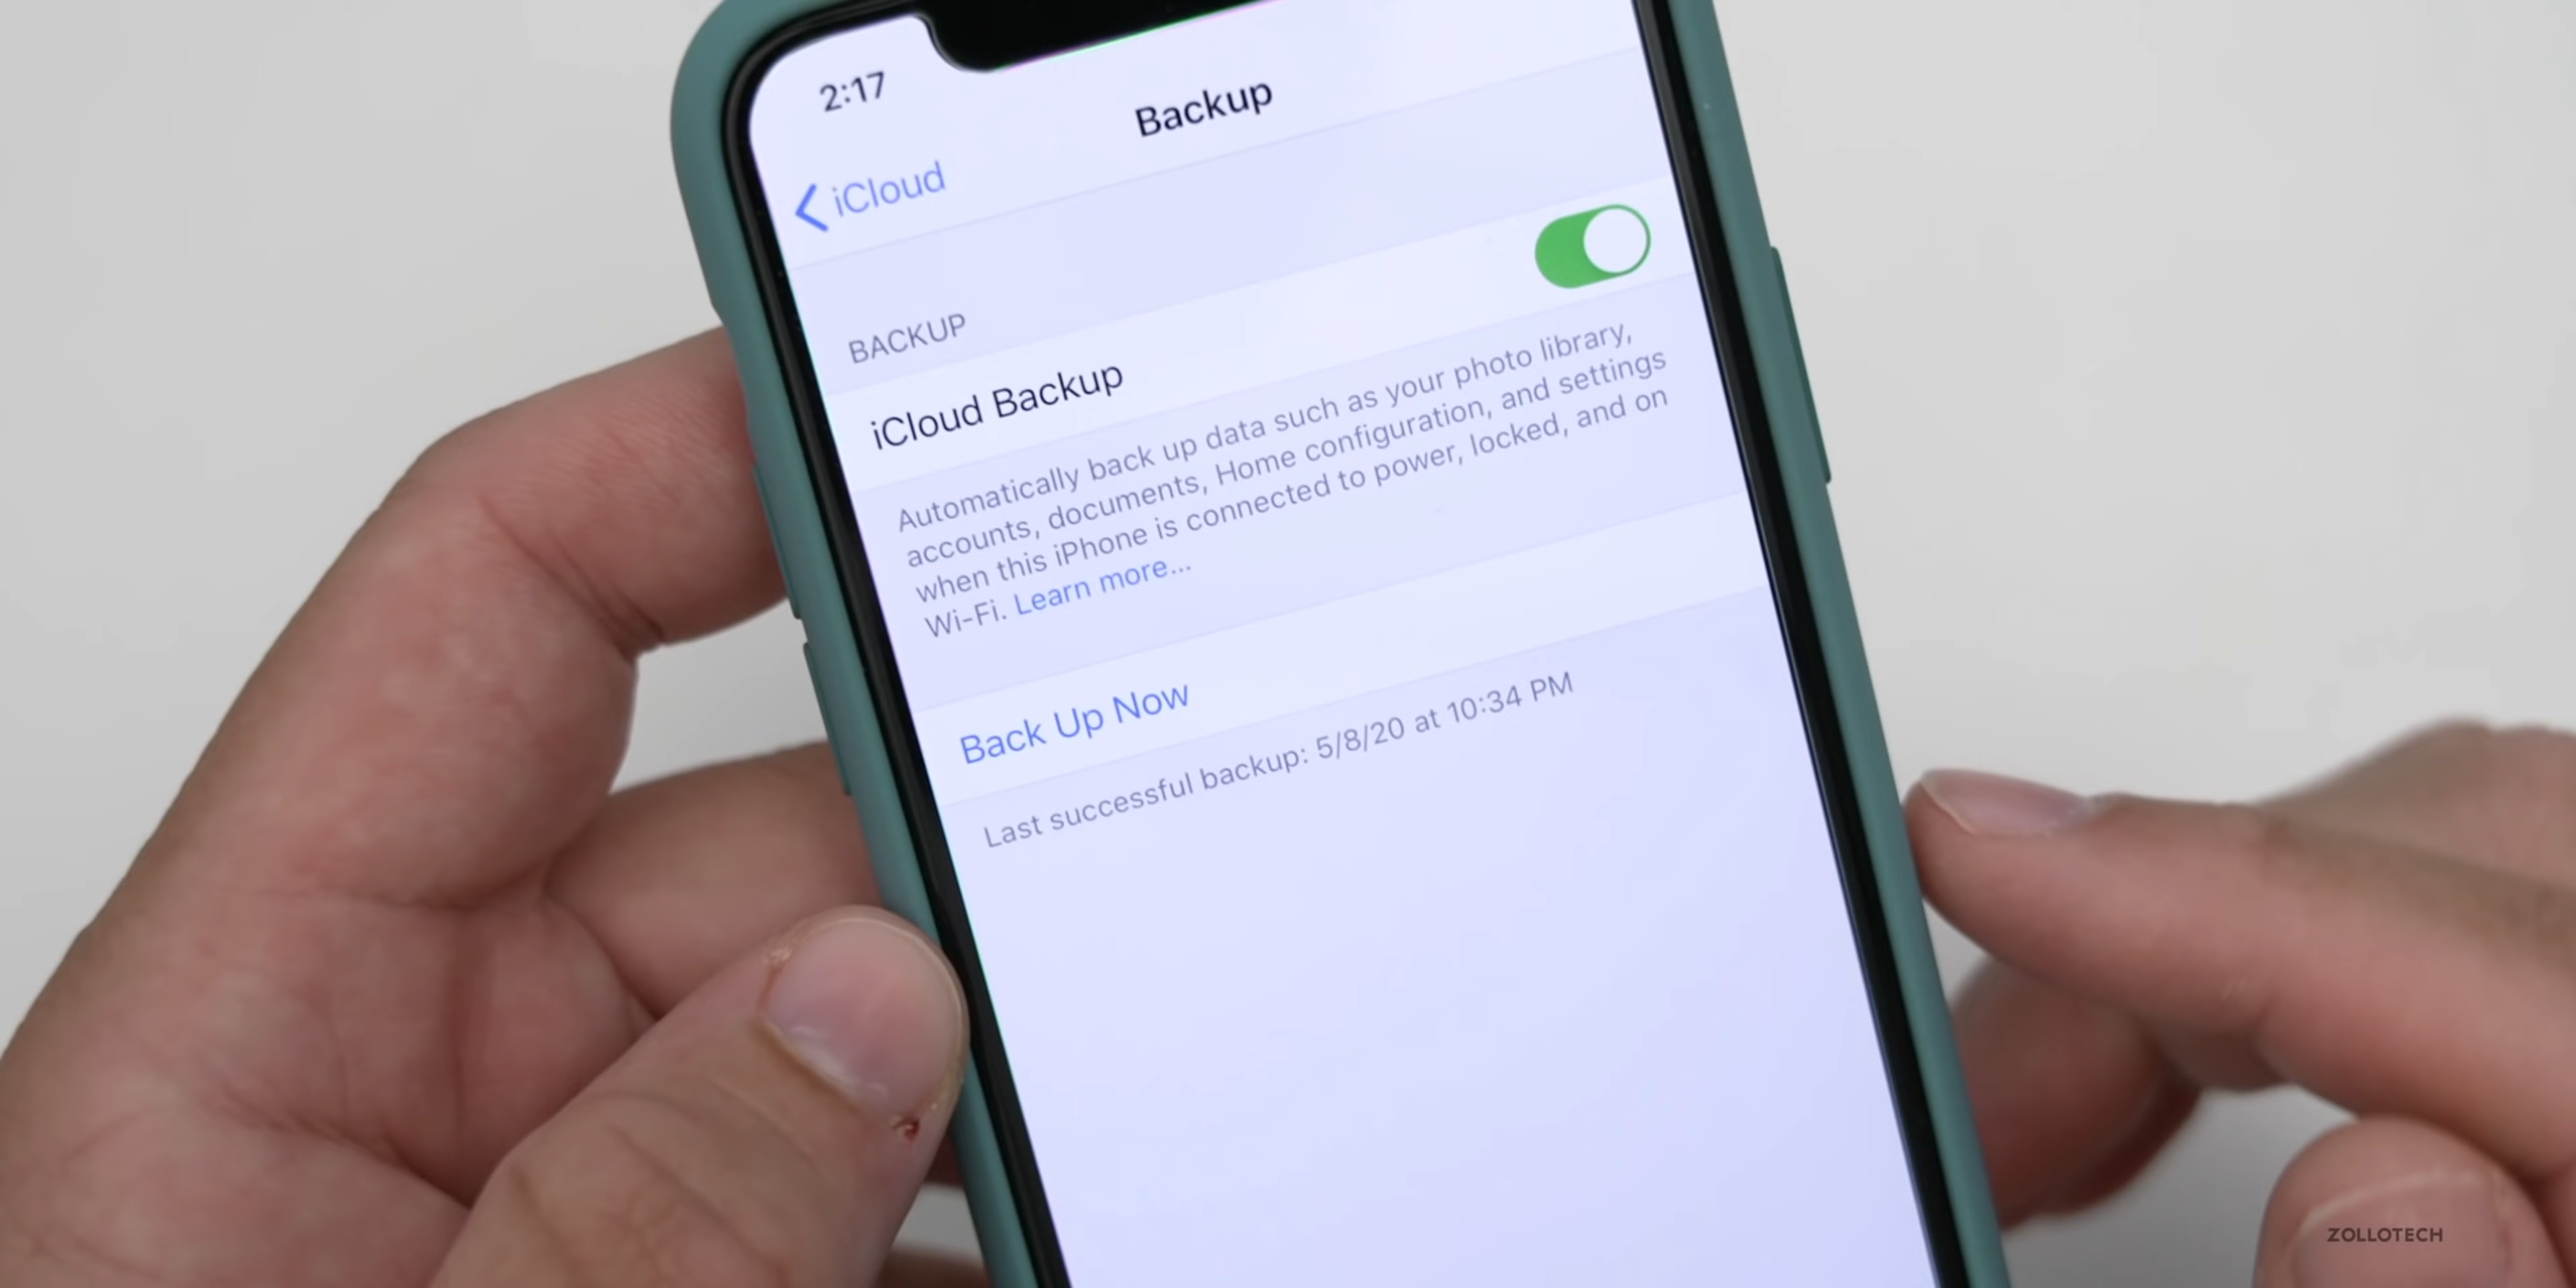 2:17
Backup
iCloud
BACKUP
iCloud Backup
Automatically back up data such as your photo library,
accounts, documents, Home configuration, and settings
when this iPhone is connected to power, locked, and on
Wi-Fi. Learn more...
Back Up Now
Last successful backup: 5/8/20 at 10:34 PM
ZOLLOTECH